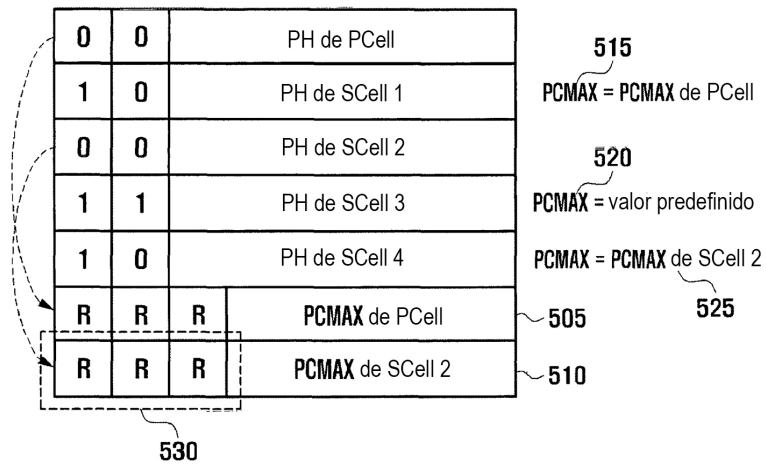 0 0 PH de PCell
515
1 0 PH de SCell 1
PCMAX = PCMAX de PCell
0 0 PH de SCell 2
520
1 1 PH de SCell 3
PCMAX = valor predefinido
1 0 PH de SCell 4
PCMAX = PCMAX de SCell 2
525
R R R PCMAX de PCell
505
R R R PCMAX de SCell 2
510
530